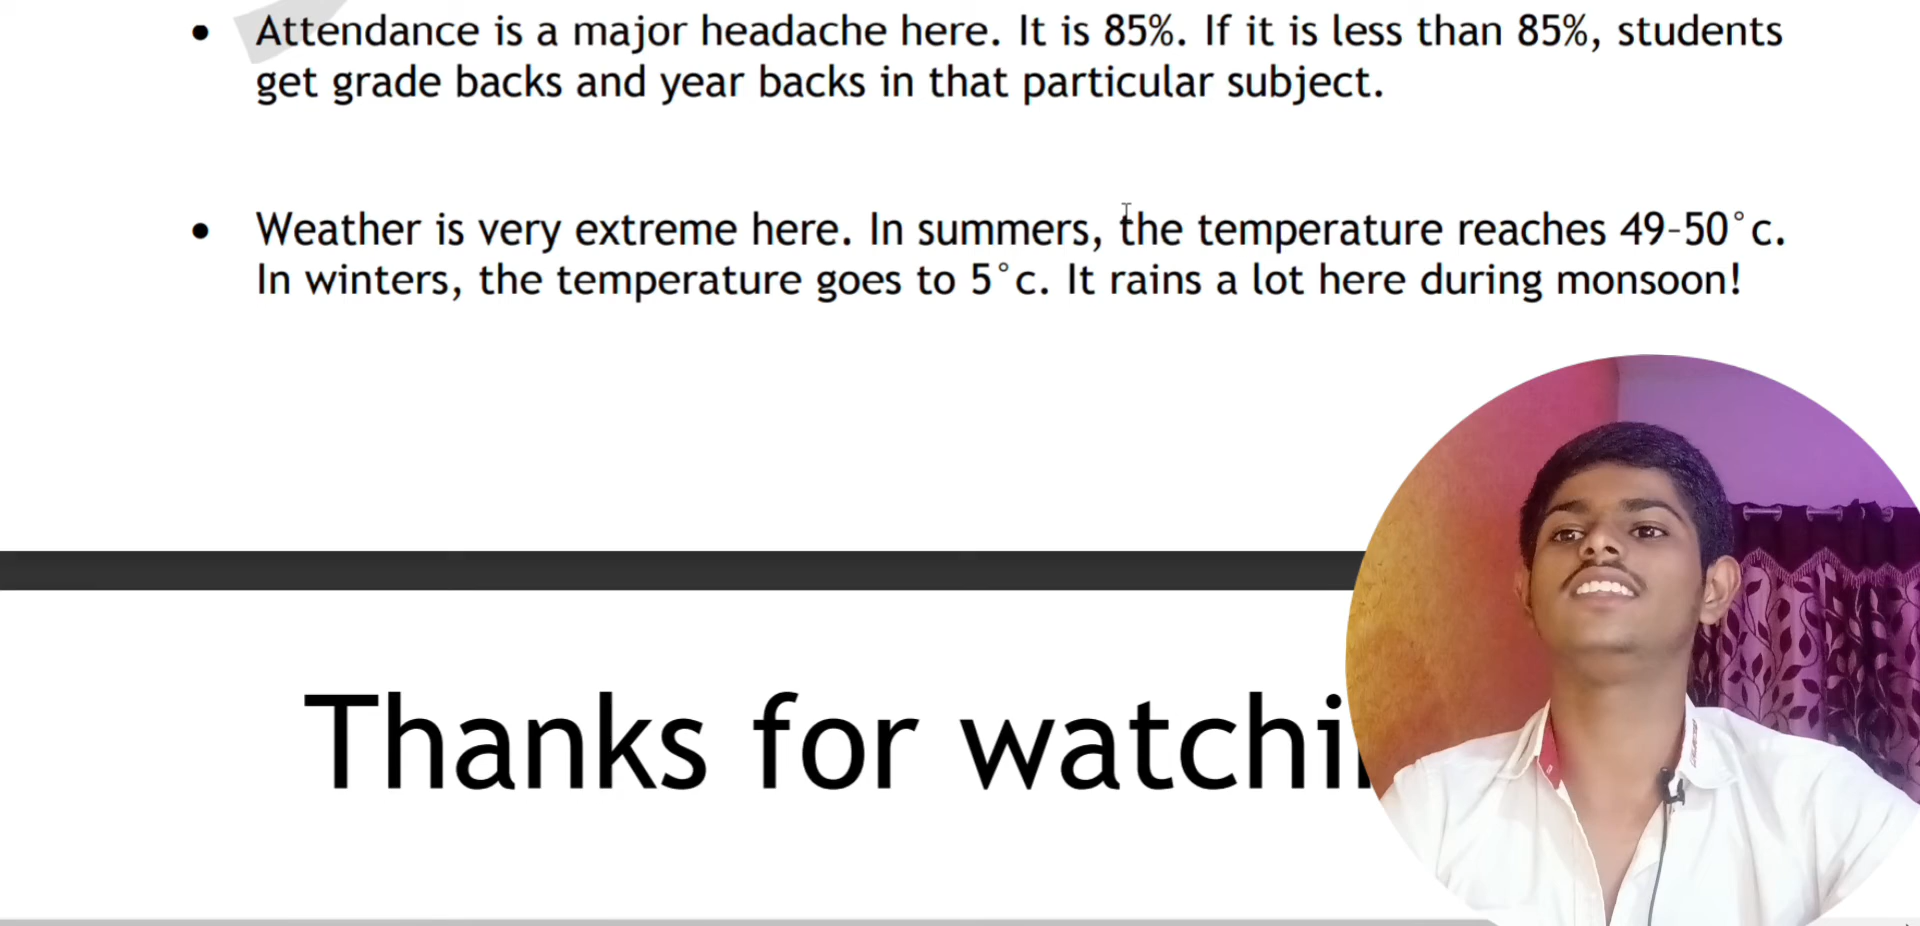 • Attendance is a major headache here. It is 85%. If it is less than 85%, students
get grade backs and year backs in that particular subject.
• Weather is very extreme here. In summers, the temperature reaches 49-50°c.
In winters, the temperature goes to 5°c. It rains a lot here during monsoon!
Thanks for